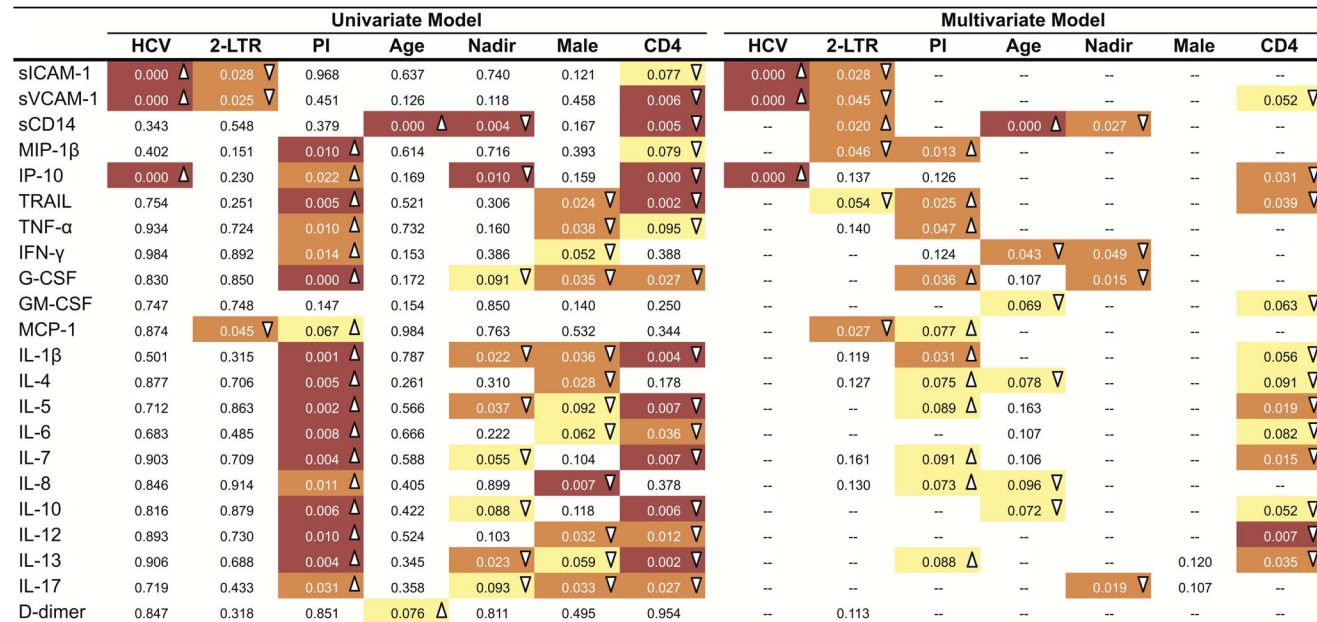 Univariate Model Multivariate Model
HCV 2-LTR PI Age Nadir Male CD4 HCV 2-LTR PI Age Nadir Male CD4
sICAM-1 0.000 Δ 0.028 ∇ 0.968 0.637 0.740 0.121 0.077 ∇ 0.000 Δ 0.028 ∇ -- -- -- -- --
sVCAM-1 0.000 Δ 0.025 ∇ 0.451 0.126 0.118 0.458 0.006 ∇ 0.000 Δ 0.045 ∇ -- -- -- -- 0.052 ∇
sCD14 0.343 0.548 0.379 0.000 Δ 0.004 ∇ 0.167 0.005 ∇ -- 0.020 Δ -- 0.000 Δ 0.027 ∇ -- --
MIP-1β 0.402 0.151 0.010 Δ 0.614 0.716 0.393 0.079 ∇ -- 0.046 ∇ 0.013 Δ -- -- -- --
IP-10 0.000 Δ 0.230 0.022 Δ 0.169 0.010 ∇ 0.159 0.000 ∇ 0.000 Δ 0.137 0.126 -- -- -- 0.031 ∇
TRAIL 0.754 0.251 0.005 Δ 0.521 0.306 0.024 ∇ 0.002 ∇ -- 0.054 ∇ 0.025 Δ -- -- -- 0.039 ∇
TNF-α 0.934 0.724 0.010 Δ 0.732 0.160 0.038 ∇ 0.095 ∇ -- 0.140 0.047 Δ -- -- -- --
IFN-γ 0.984 0.892 0.014 Δ 0.153 0.386 0.052 ∇ 0.388 -- -- 0.124 0.043 ∇ 0.049 ∇ -- --
G-CSF 0.830 0.850 0.000 Δ 0.172 0.091 ∇ 0.035 ∇ 0.027 ∇ -- -- 0.036 Δ 0.107 0.015 ∇ -- --
GM-CSF 0.747 0.748 0.147 0.154 0.850 0.140 0.250 -- -- -- 0.069 ∇ -- -- 0.063 ∇
MCP-1 0.874 0.045 ∇ 0.067 Δ 0.984 0.763 0.532 0.344 -- 0.027 ∇ 0.077 Δ -- -- -- --
IL-1β 0.501 0.315 0.001 Δ 0.787 0.022 ∇ 0.036 ∇ 0.004 ∇ -- 0.119 0.031 Δ -- -- -- 0.056 ∇
IL-4 0.877 0.706 0.005 Δ 0.261 0.310 0.028 ∇ 0.178 -- 0.127 0.075 Δ 0.078 ∇ -- -- 0.091 ∇
IL-5 0.712 0.863 0.002 Δ 0.566 0.037 ∇ 0.092 ∇ 0.007 ∇ -- -- 0.089 Δ 0.163 -- -- 0.019 ∇
IL-6 0.683 0.485 0.008 Δ 0.666 0.222 0.062 ∇ 0.036 ∇ -- -- -- 0.107 -- -- 0.082 ∇
IL-7 0.903 0.709 0.004 Δ 0.588 0.055 ∇ 0.104 0.007 ∇ -- 0.161 0.091 Δ 0.106 -- -- 0.015 ∇
IL-8 0.846 0.914 0.011 Δ 0.405 0.899 0.007 ∇ 0.378 -- 0.130 0.073 Δ 0.096 ∇ -- -- --
IL-10 0.816 0.879 0.006 Δ 0.422 0.088 ∇ 0.118 0.006 ∇ -- -- -- 0.072 ∇ -- -- 0.052 ∇
IL-12 0.893 0.730 0.010 Δ 0.524 0.103 0.032 ∇ 0.012 ∇ -- -- -- -- -- -- 0.007 ∇
IL-13 0.906 0.688 0.004 Δ 0.345 0.023 ∇ 0.059 ∇ 0.002 ∇ -- -- 0.088 Δ -- -- 0.120 0.035 ∇
IL-17 0.719 0.433 0.031 Δ 0.358 0.093 ∇ 0.033 ∇ 0.027 ∇ -- -- -- -- 0.019 ∇ 0.107 --
D-dimer 0.847 0.318 0.851 0.076 Δ 0.811 0.495 0.954 -- 0.113 -- -- -- -- --